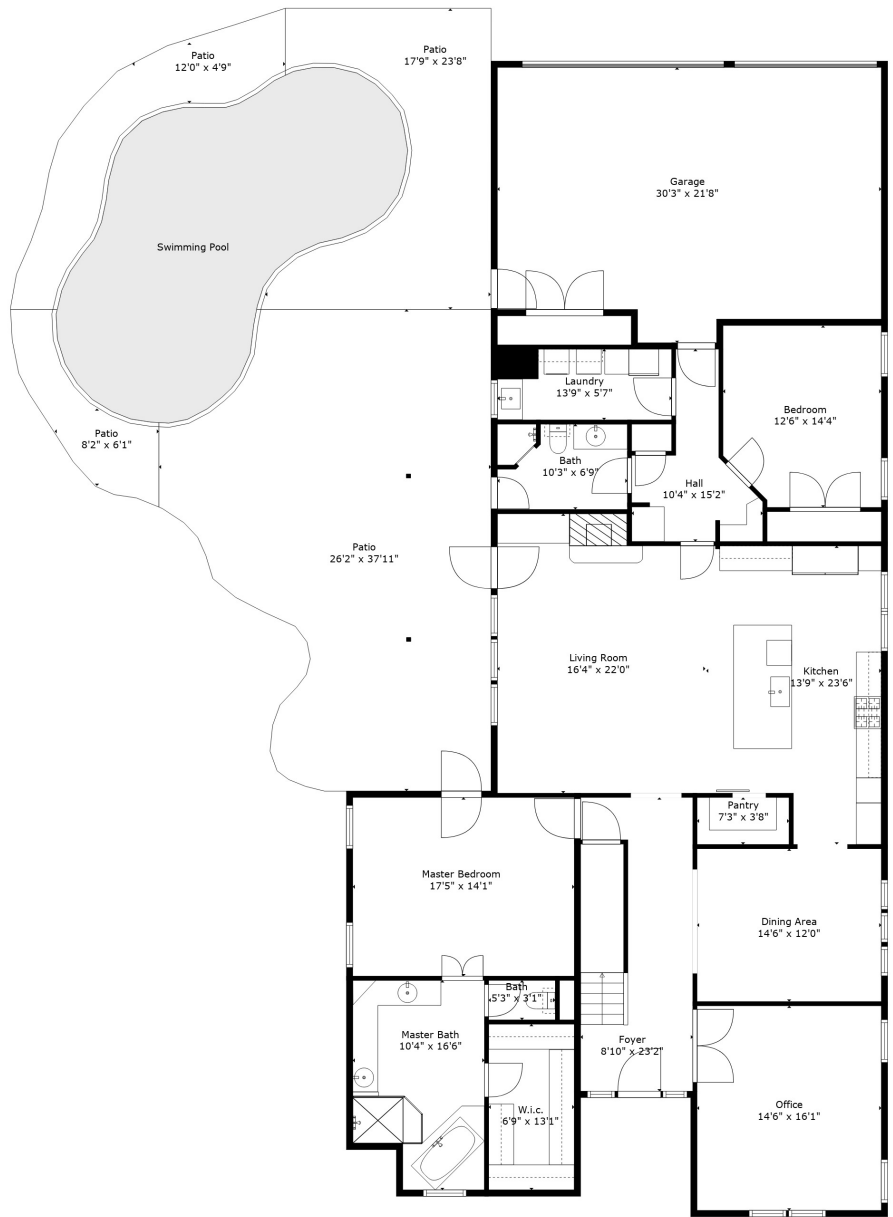 Patio
12'0" x 4'9"
Patio
17'9" x 23'8"
Garage
30'3" x 21'8"
Swimming Pool
Laundry
13'9" x 5'7"
Bedroom
12'6" x 14'4"
Patio
8'2" x 6'1"
Bath
10'3" x 6'9"
Hall
10'4" x 15'2"
Patio
26'2" x 37'11"
Living Room
16'4" x 22'0"
Kitchen
13'9" x 23'6"
Pantry
7'3" x 3'8"
Master Bedroom
17'5" x 14'1"
Dining Area
14'6" x 12'0"
Bath
5'3" x 3'1"
Master Bath
10'4" x 16'6"
Foyer
8'10" x 23'2"
W.i.c.
6'9" x 13'1"
Office
14'6" x 16'1"